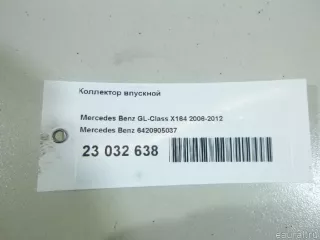 Коллектор впускной
Mercedes Benz GL-Class X164 2006-2012
Mercedes Benz 6420905037
23 032 638